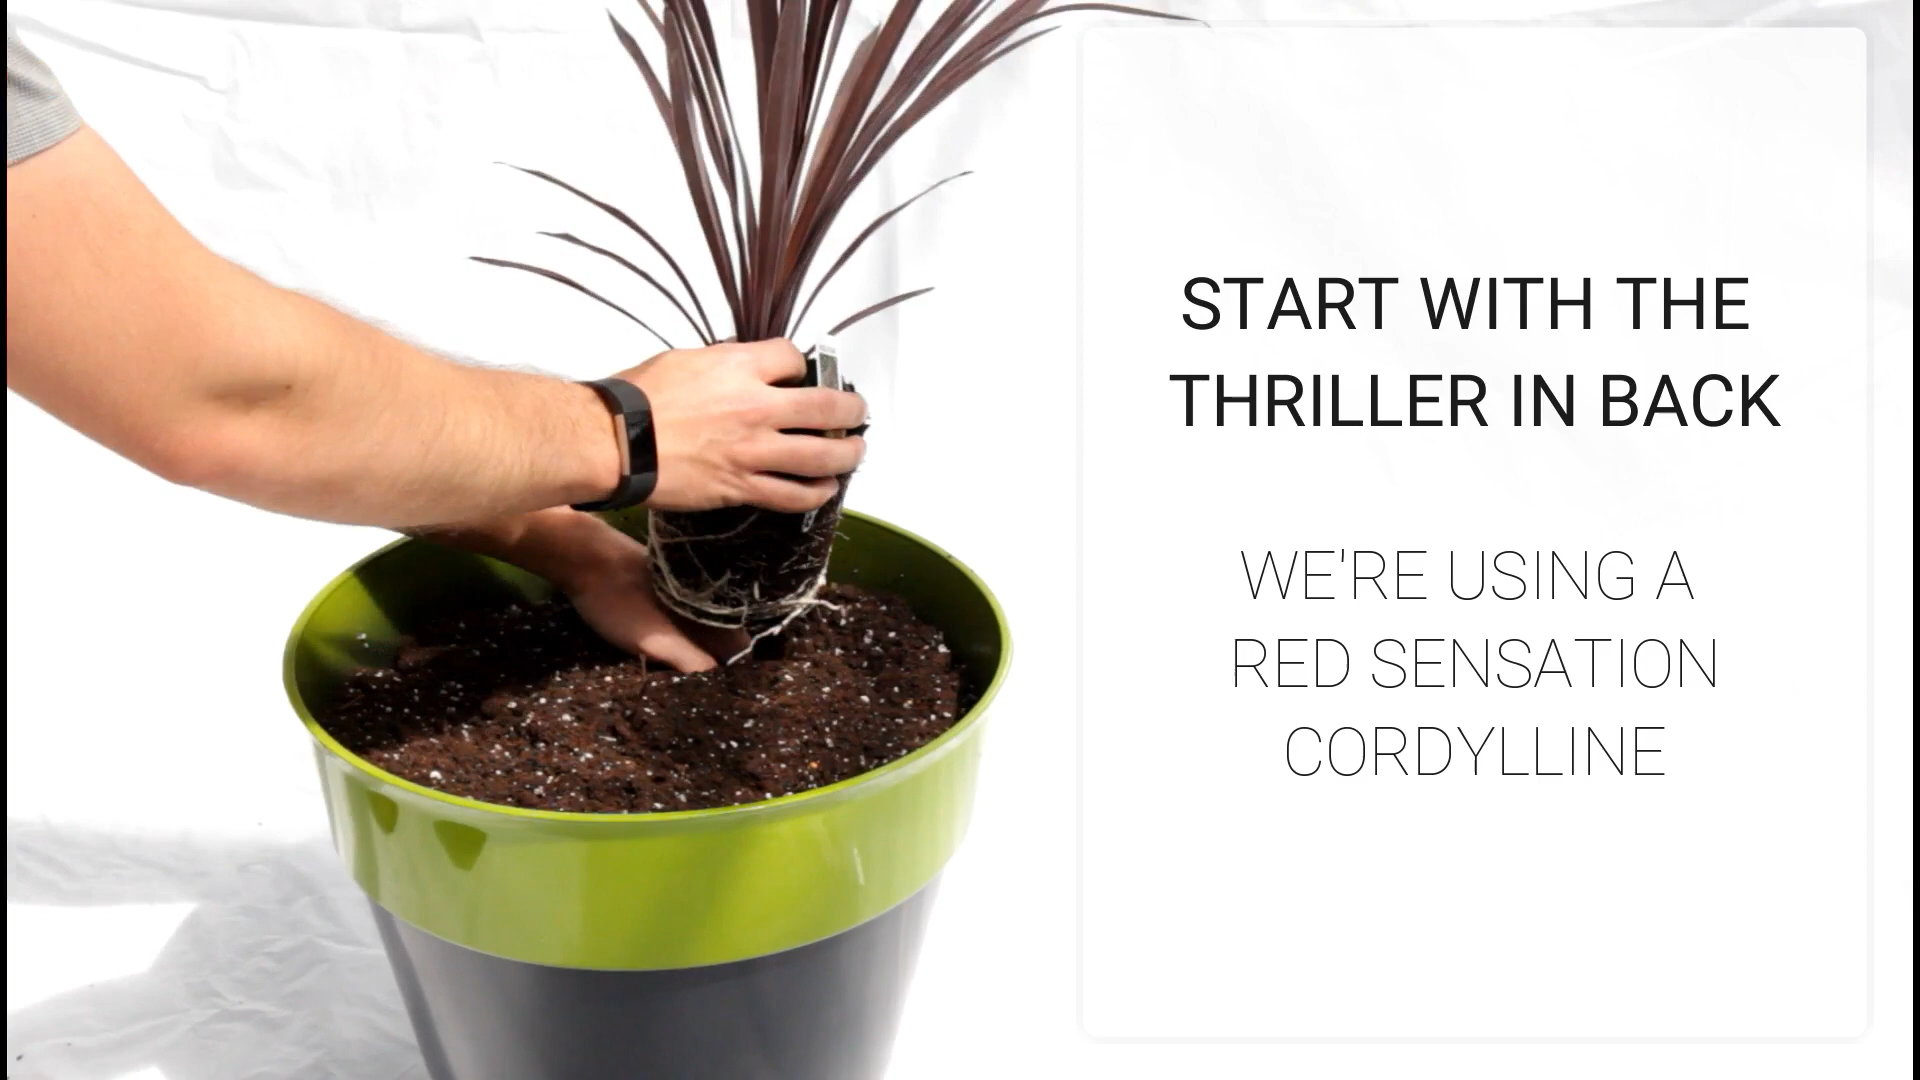 START WITH THE
THRILLER IN BACK
WE'RE USING A
RED SENSATION
CORDYLLINE